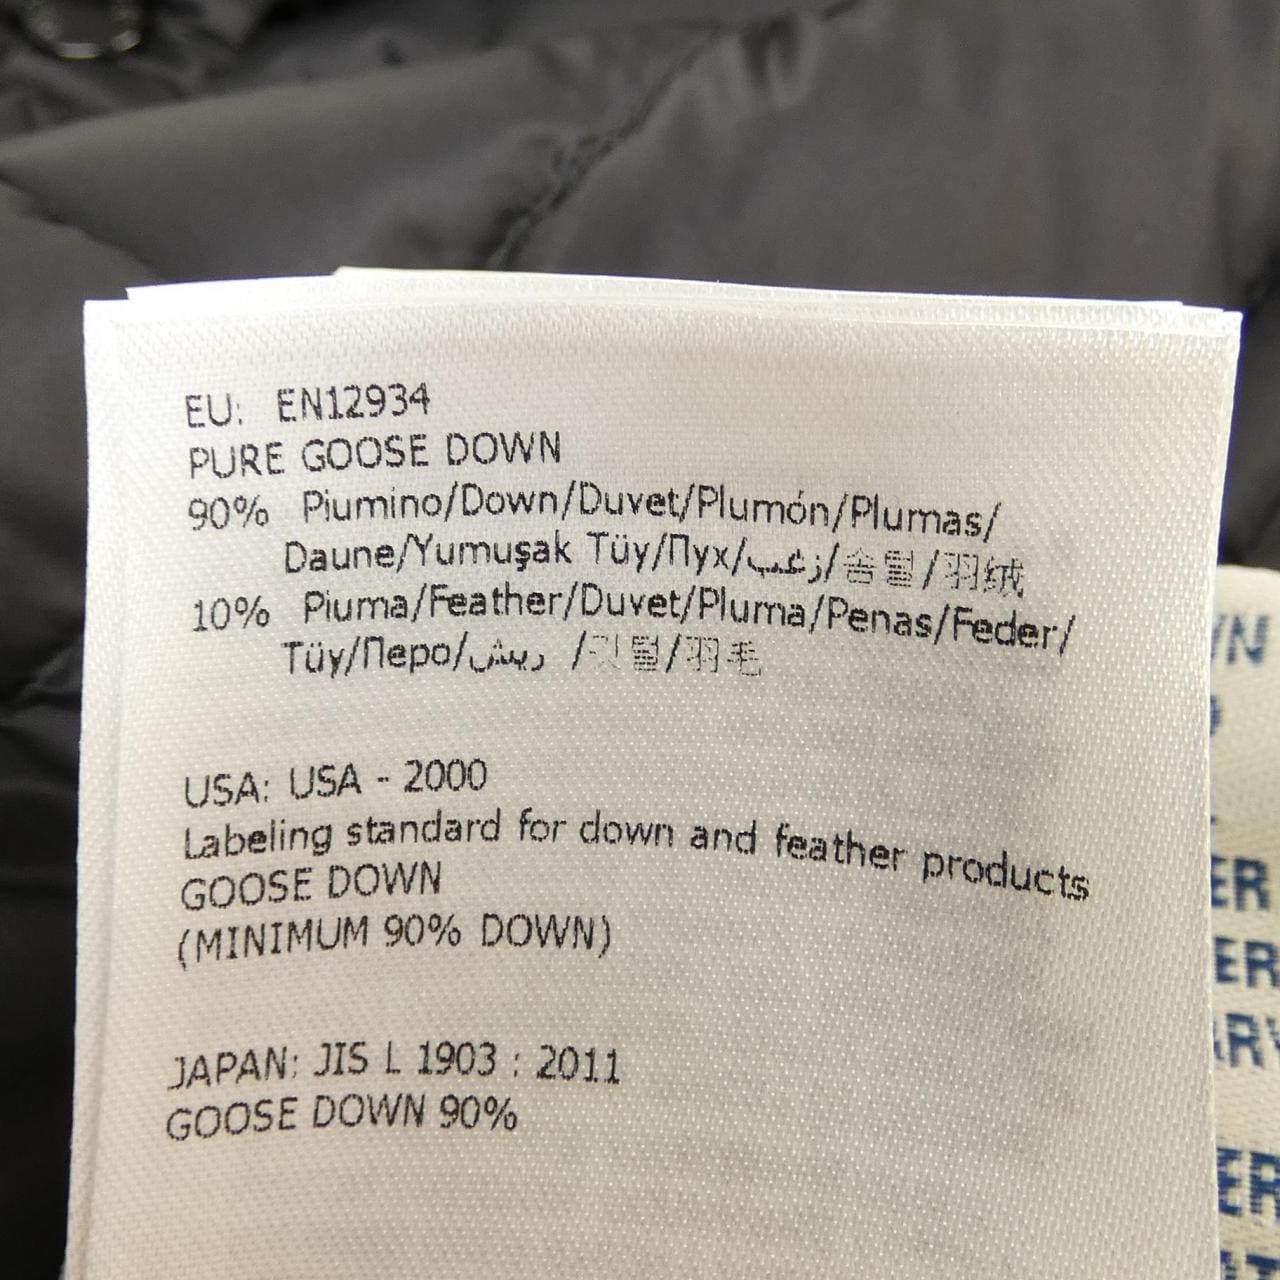 EU: EN12934
PURE GOOSE DOWN
90% Piumino/Down/Duvet/Plumón/Plumas/
Daune/Yumuşak Tüy/Пух/زغب/솜털/羽绒
10% Piuma/Feather/Duvet/Pluma/Penas/Feder/
Tüy/Перо/ريش /깃털/羽毛
USA: USA - 2000
Labeling standard for down and feather products
GOOSE DOWN
(MINIMUM 90% DOWN)
JAPAN: JIS L 1903 : 2011
GOOSE DOWN 90%